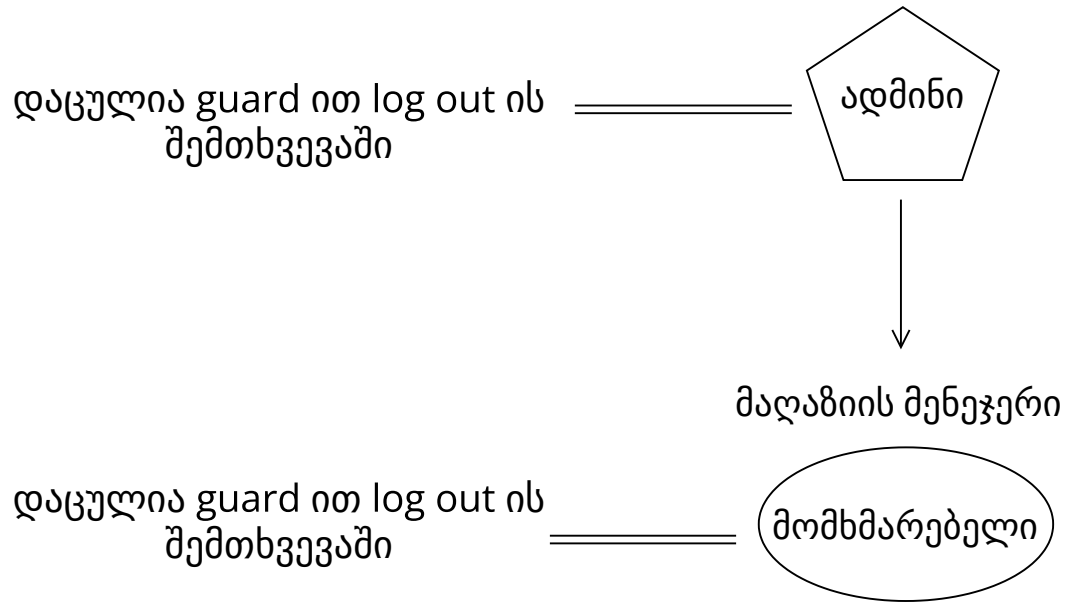 დაცულია guard ით log out ის
შემთხვევაში
ადმინი
მაღაზიის მენეჯერი
დაცულია guard ით log out ის
შემთხვევაში
მომხმარებელი